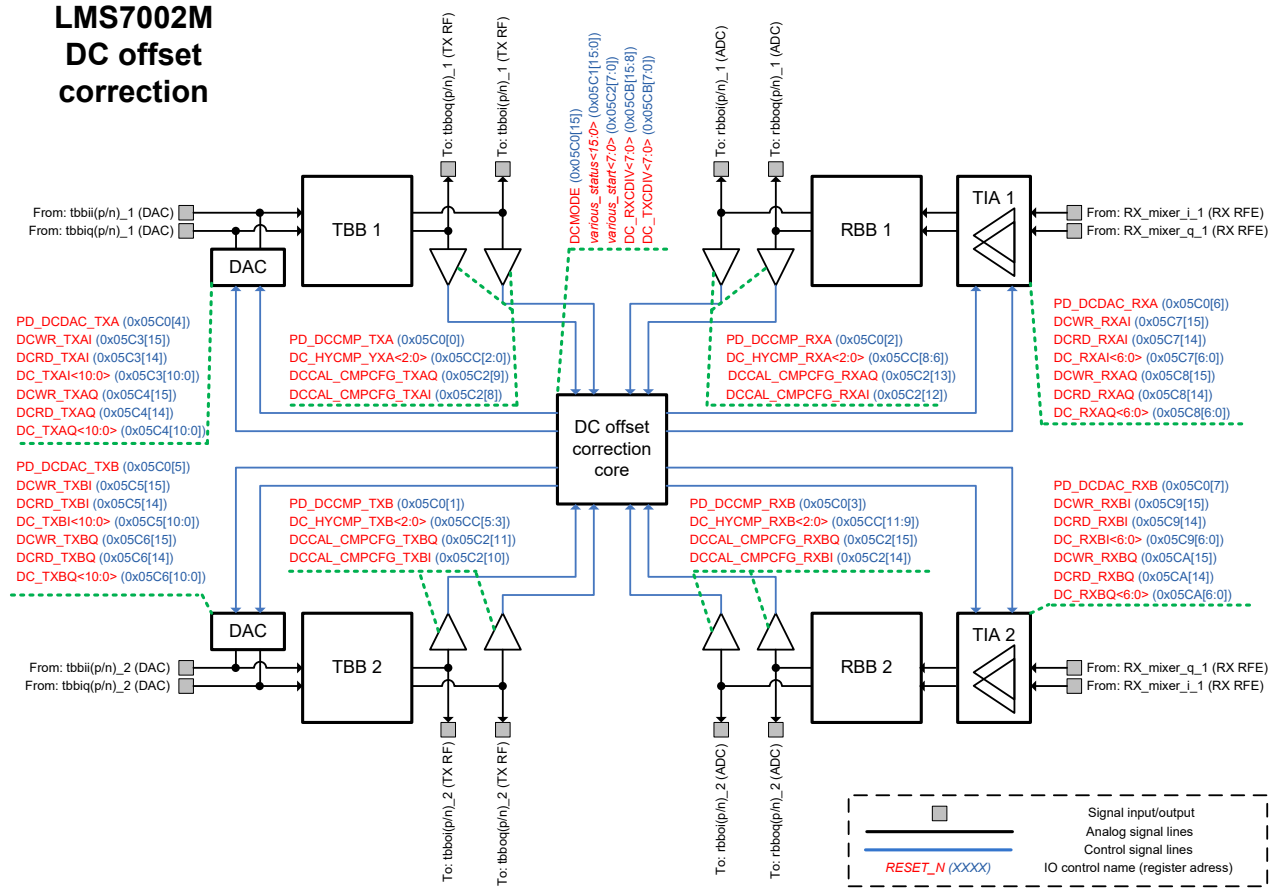 LMS7002M
DC offset
correction
To: tbboq(p/n)_1 (TX RF)
To: tbboi(p/n)_1 (TX RF)
DCMODE (0x05C0[15])
various_status<15:0> (0x05C1[15:0])
various_start<7:0> (0x05C2[7:0])
DC_RXCDIV<7:0> (0x05CB[15:8])
DC_TXCDIV<7:0> (0x05CB[7:0])
To: rbboi(p/n)_1 (ADC)
To: rbboq(p/n)_1 (ADC)
From: tbbii(p/n)_1 (DAC)
From: tbbiq(p/n)_1 (DAC)
DAC
TBB 1
RBB 1
TIA 1
From: RX_mixer_i_1 (RX RFE)
From: RX_mixer_q_1 (RX RFE)
PD_DCDAC_TXA (0x05C0[4])
DCWR_TXAI (0x05C3[15])
DCRD_TXAI (0x05C3[14])
DC_TXAI<10:0> (0x05C3[10:0])
DCWR_TXAQ (0x05C4[15])
DCRD_TXAQ (0x05C4[14])
DC_TXAQ<10:0> (0x05C4[10:0])
PD_DCCMP_TXA (0x05C0[0])
DC_HYCMP_YXA<2:0> (0x05CC[2:0])
DCCAL_CMPCFG_TXAQ (0x05C2[9])
DCCAL_CMPCFG_TXAI (0x05C2[8])
PD_DCCMP_RXA (0x05C0[2])
DC_HYCMP_RXA<2:0> (0x05CC[8:6])
DCCAL_CMPCFG_RXAQ (0x05C2[13])
DCCAL_CMPCFG_RXAI (0x05C2[12])
PD_DCDAC_RXA (0x05C0[6])
DCWR_RXAI (0x05C7[15])
DCRD_RXAI (0x05C7[14])
DC_RXAI<6:0> (0x05C7[6:0])
DCWR_RXAQ (0x05C8[15])
DCRD_RXAQ (0x05C8[14])
DC_RXAQ<6:0> (0x05C8[6:0])
DC offset
correction
core
PD_DCDAC_TXB (0x05C0[5])
DCWR_TXBI (0x05C5[15])
DCRD_TXBI (0x05C5[14])
DC_TXBI<10:0> (0x05C5[10:0])
DCWR_TXBQ (0x05C6[15])
DCRD_TXBQ (0x05C6[14])
DC_TXBQ<10:0> (0x05C6[10:0])
PD_DCCMP_TXB (0x05C0[1])
DC_HYCMP_TXB<2:0> (0x05CC[5:3])
DCCAL_CMPCFG_TXBQ (0x05C2[11])
DCCAL_CMPCFG_TXBI (0x05C2[10])
PD_DCCMP_RXB (0x05C0[3])
DC_HYCMP_RXB<2:0> (0x05CC[11:9])
DCCAL_CMPCFG_RXBQ (0x05C2[15])
DCCAL_CMPCFG_RXBI (0x05C2[14])
PD_DCDAC_RXB (0x05C0[7])
DCWR_RXBI (0x05C9[15])
DCRD_RXBI (0x05C9[14])
DC_RXBI<6:0> (0x05C9[6:0])
DCWR_RXBQ (0x05CA[15])
DCRD_RXBQ (0x05CA[14])
DC_RXBQ<6:0> (0x05CA[6:0])
DAC
TBB 2
RBB 2
TIA 2
From: tbbii(p/n)_2 (DAC)
From: tbbiq(p/n)_2 (DAC)
From: RX_mixer_q_1 (RX RFE)
From: RX_mixer_i_1 (RX RFE)
To: tbboi(p/n)_2 (TX RF)
To: tbboq(p/n)_2 (TX RF)
To: rbboi(p/n)_2 (ADC)
To: rbboq(p/n)_2 (ADC)
Signal input/output
Analog signal lines
Control signal lines
RESET_N (XXXX) IO control name (register adress)